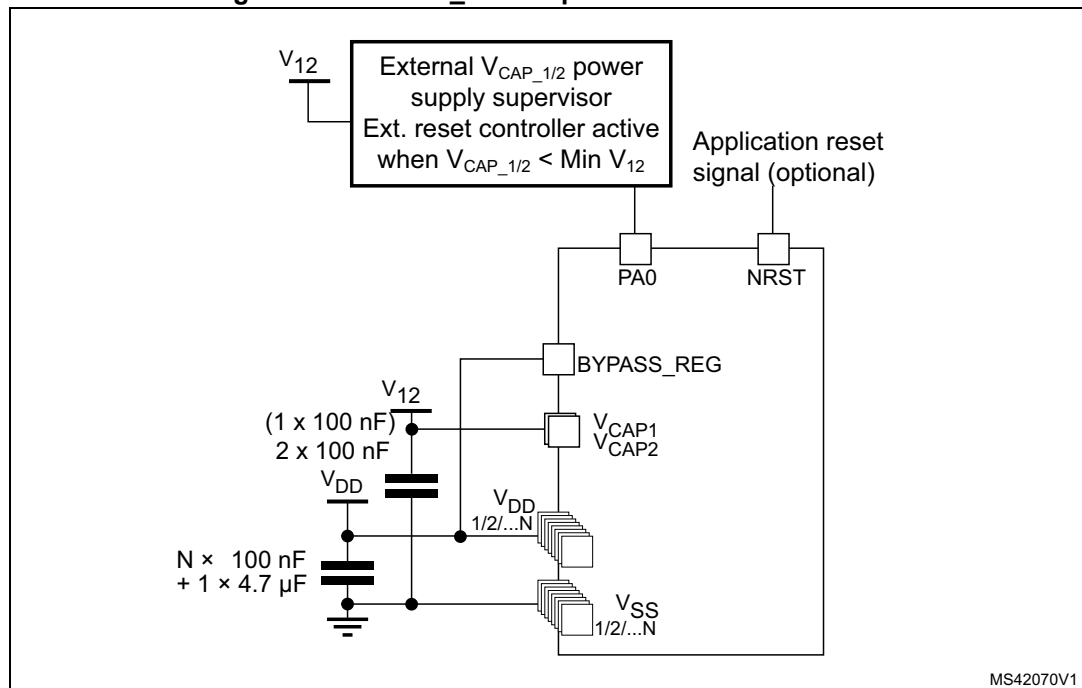 V12
External VCAP_1/2 power
supply supervisor
Ext. reset controller active
when VCAP_1/2 < Min V12
Application reset
signal (optional)
PA0
NRST
BYPASS_REG
V12
(1 x 100 nF)
2 x 100 nF
VCAP1
VCAP2
VDD
VDD
1/2/...N
N × 100 nF
+ 1 × 4.7 µF
VSS
1/2/...N
MS42070V1